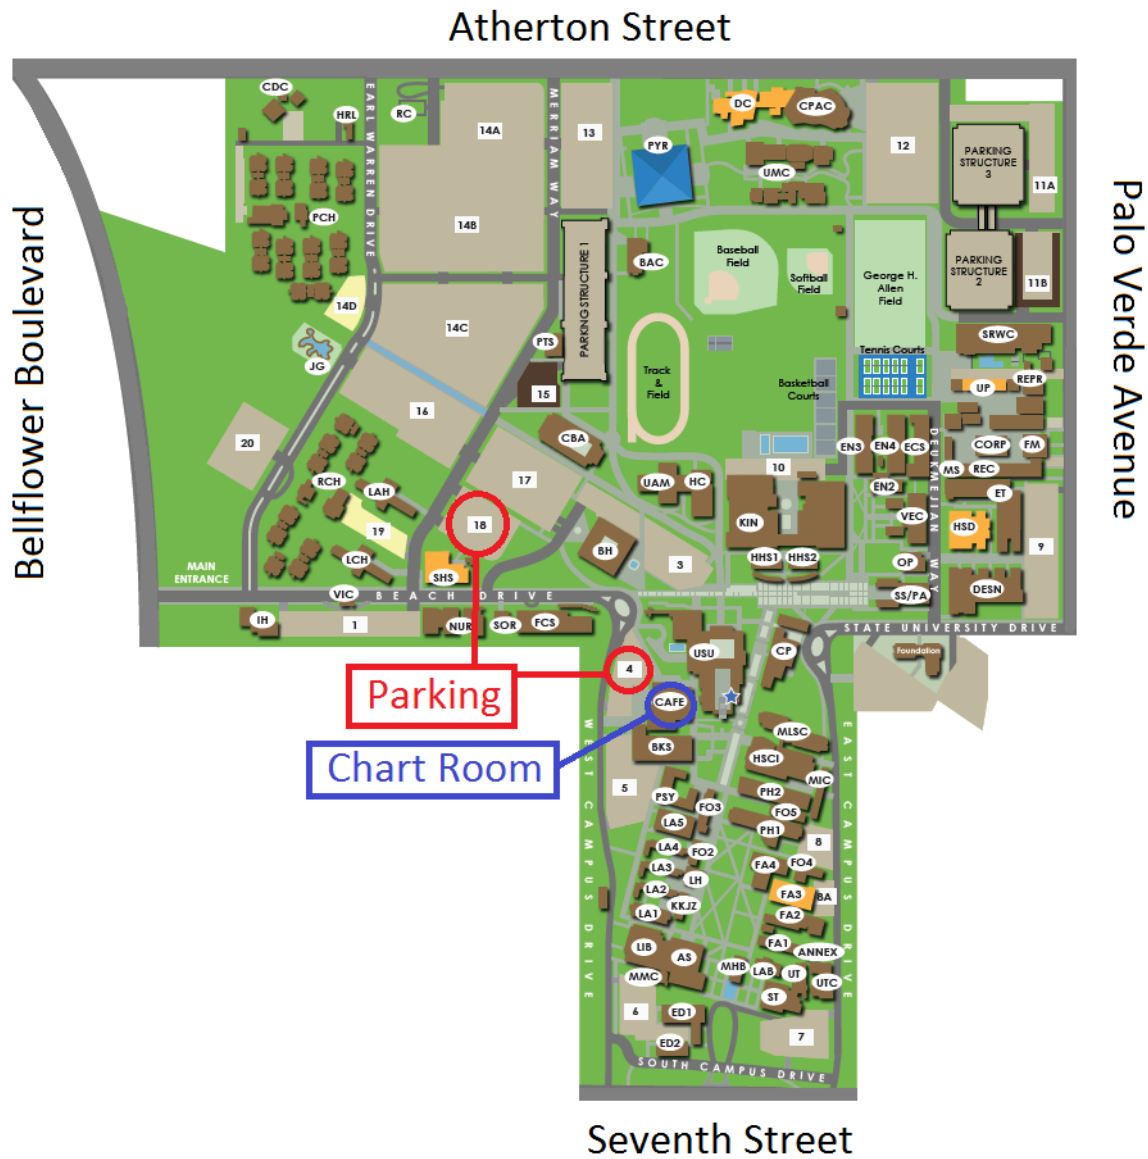 Atherton Street
CDC
HRL
RC
EARL WARREN DRIVE
14A
MERRIAM WAY
13
DC
CPAC
PYR
UMC
12
PARKING
STRUCTURE
3
11A
PCH
14B
BAC
Baseball
Field
Softball
Field
George H.
Allen
Field
PARKING
STRUCTURE
2
11B
Bellflower Boulevard
Palo Verde Avenue
14D
JG
14C
PTS
PARKING STRUCTURE 1
SRWC
Tennis Courts
Track
&
Field
Basketball
Courts
UP
REPR
15
16
20
CBA
EN3
EN4
ECS
DEUKMEJIAN WAY
CORP
FM
MS
REC
RCH
LAH
17
UAM
HC
10
EN2
ET
19
18
KIN
VEC
HSD
BH
9
LCH
SHS
3
HHS1
HHS2
OP
MAIN
ENTRANCE
VIC
BEACH DRIVE
SS/PA
DESN
IH
1
NUR
SOR
FCS
STATE UNIVERSITY DRIVE
USU
CP
Foundation
4
Parking
CAFE
WEST CAMPUS DRIVE
EAST CAMPUS DRIVE
Chart Room
BKS
MLSC
HSCI
MIC
5
PSY
FO3
PH2
FO5
LA5
PH1
8
LA4
FO2
LA3
FA4
FO4
LH
LA2
KKJZ
FA3
8A
LA1
FA2
LIB
AS
FA1
ANNEX
MMC
MHB
LAB
UT
UTC
ST
6
ED1
7
ED2
SOUTH CAMPUS DRIVE
Seventh Street